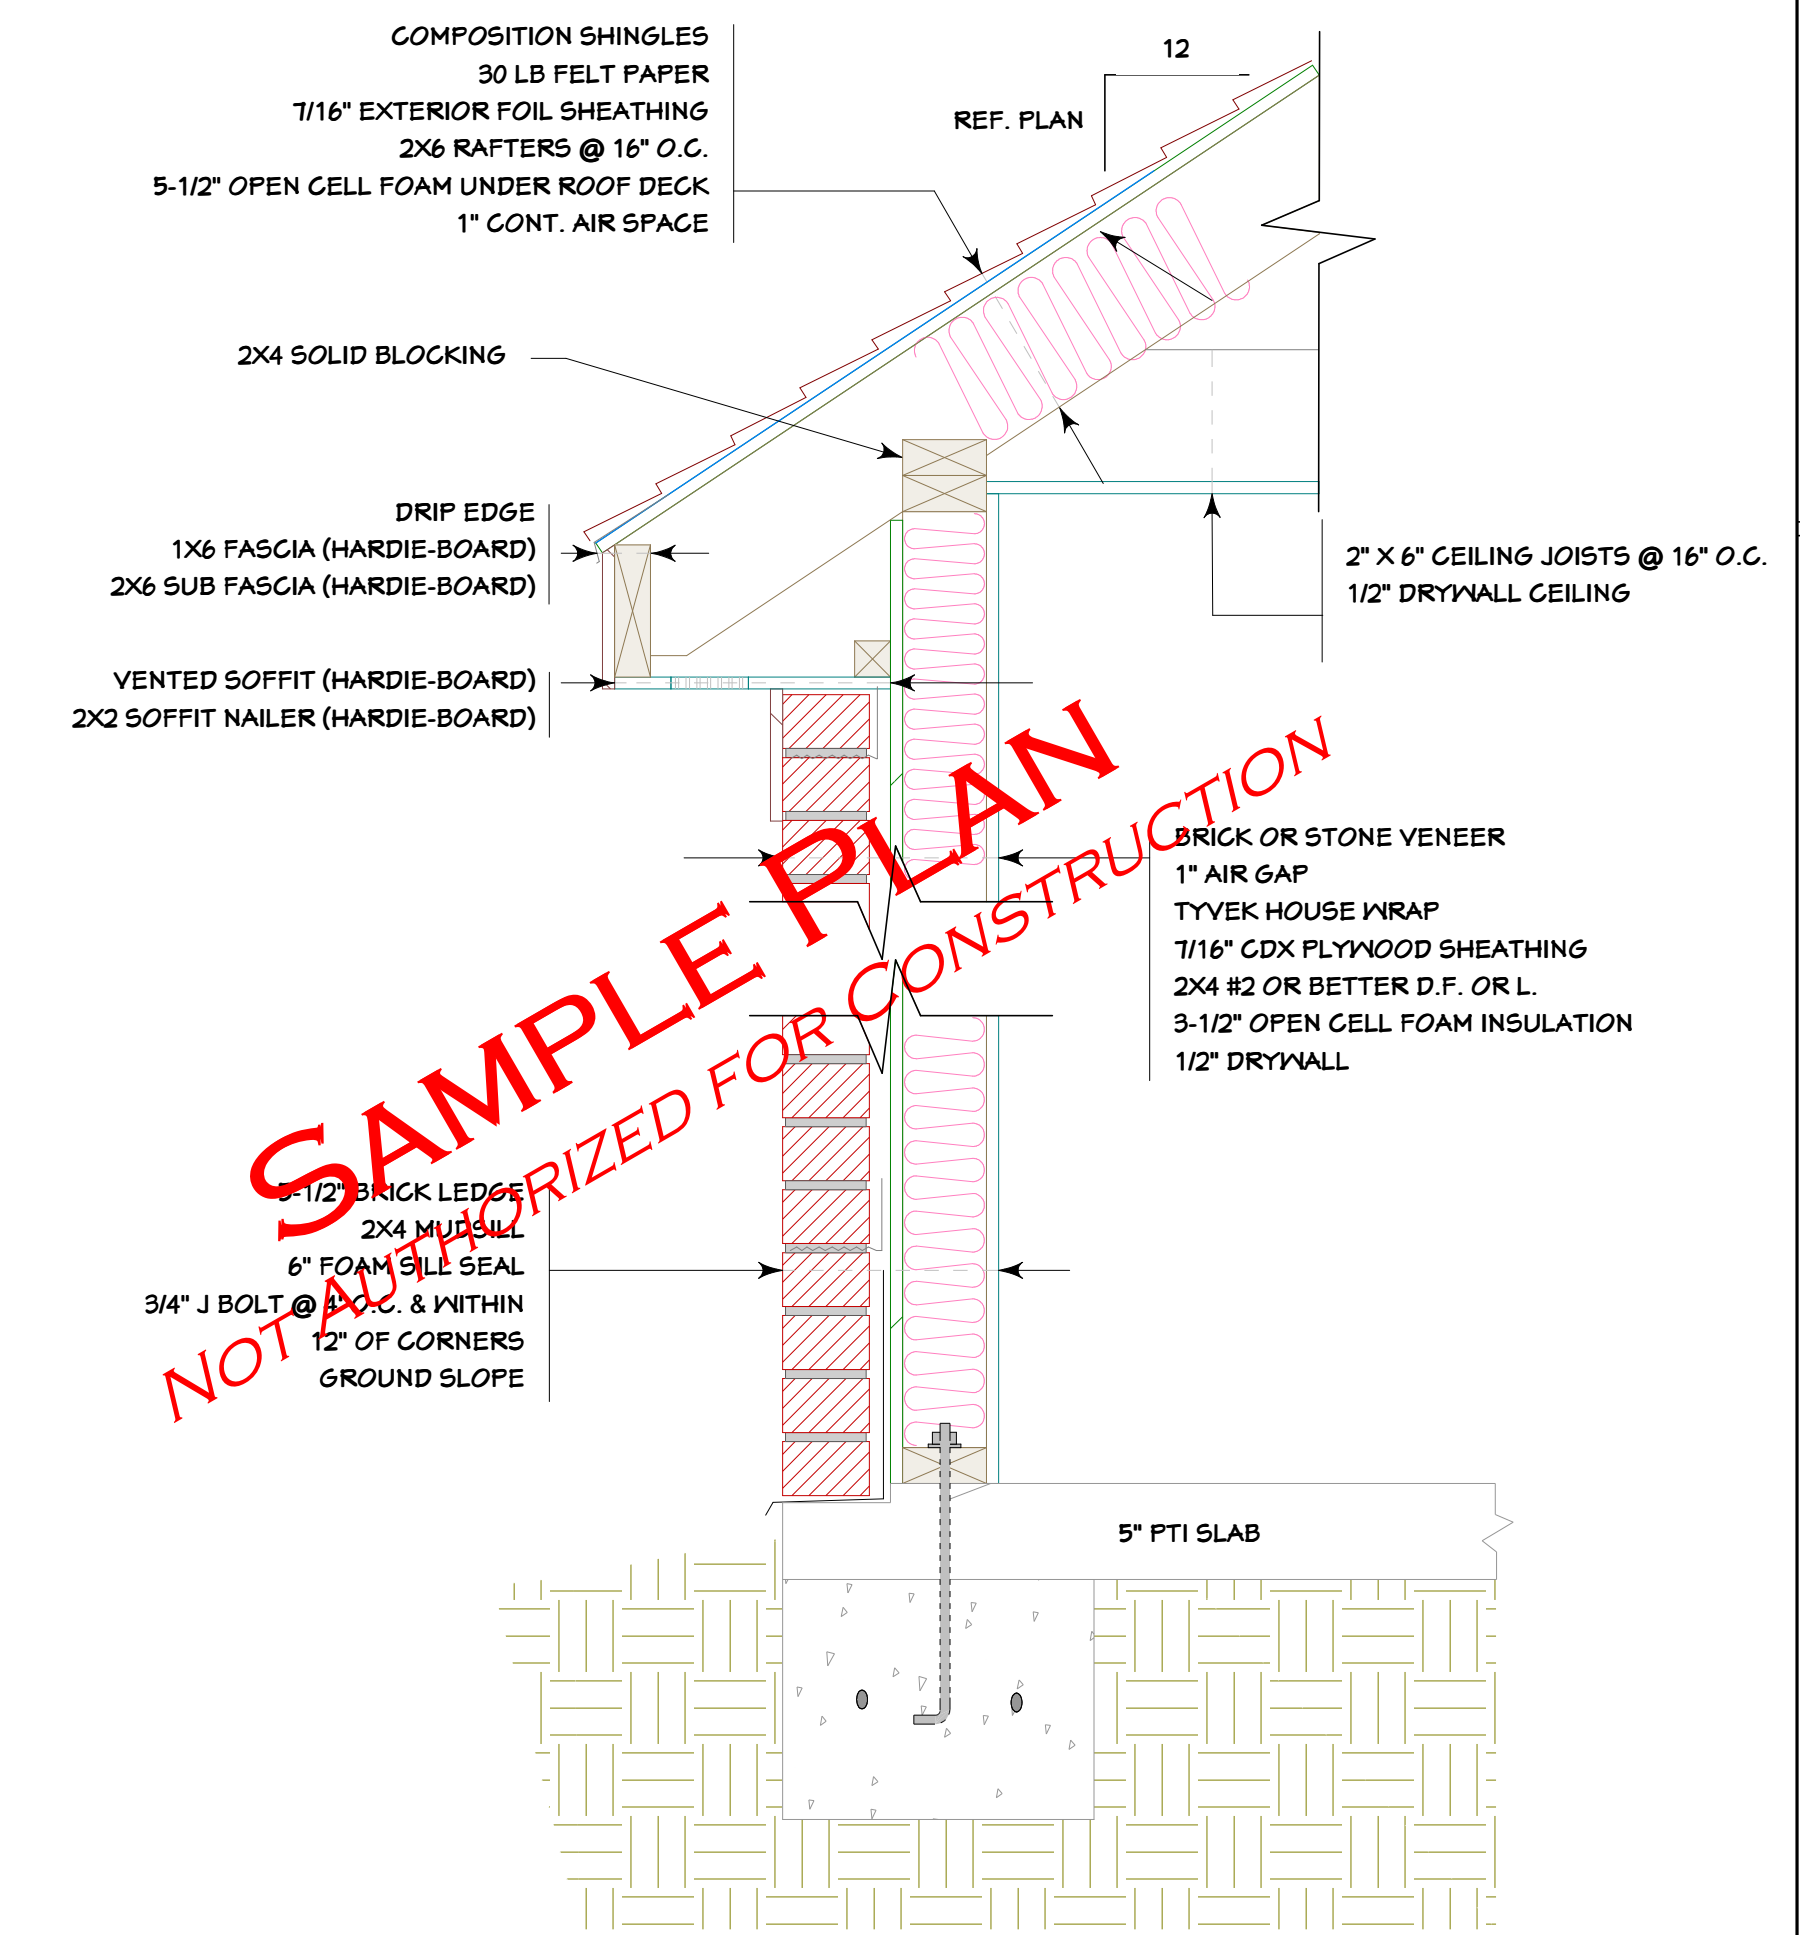 COMPOSITION SHINGLES
30 LB FELT PAPER
7/16" EXTERIOR FOIL SHEATHING
2X6 RAFTERS @ 16" O.C.
5-1/2" OPEN CELL FOAM UNDER ROOF DECK
1" CONT. AIR SPACE
12
REF. PLAN
2X4 SOLID BLOCKING
DRIP EDGE
1X6 FASCIA (HARDIE-BOARD)
2X6 SUB FASCIA (HARDIE-BOARD)
2" X 6" CEILING JOISTS @ 16" O.C.
1/2" DRYWALL CEILING
VENTED SOFFIT (HARDIE-BOARD)
2X2 SOFFIT NAILER (HARDIE-BOARD)
SAMPLE PLAN
NOT AUTHORIZED FOR CONSTRUCTION
BRICK OR STONE VENEER
1" AIR GAP
TYVEK HOUSE WRAP
7/16" CDX PLYWOOD SHEATHING
2X4 #2 OR BETTER D.F. OR L.
3-1/2" OPEN CELL FOAM INSULATION
1/2" DRYWALL
5-1/2" BRICK LEDGE
2X4 MUDSILL
6" FOAM SILL SEAL
3/4" J BOLT @ 4' O.C. & WITHIN
12" OF CORNERS
GROUND SLOPE
5" PTI SLAB